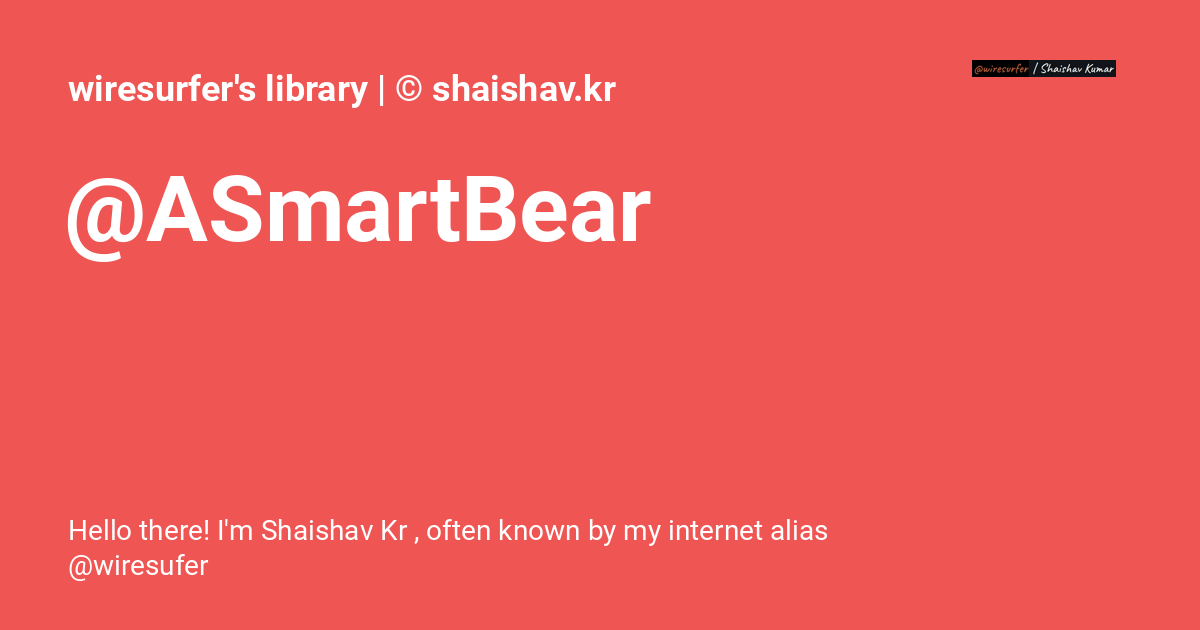 wiresurfer's library | © shaishav.kr
@wiresurfer | Shaishav Kumar
@ASmartBear
Hello there! I'm Shaishav Kr , often known by my internet alias
@wiresufer